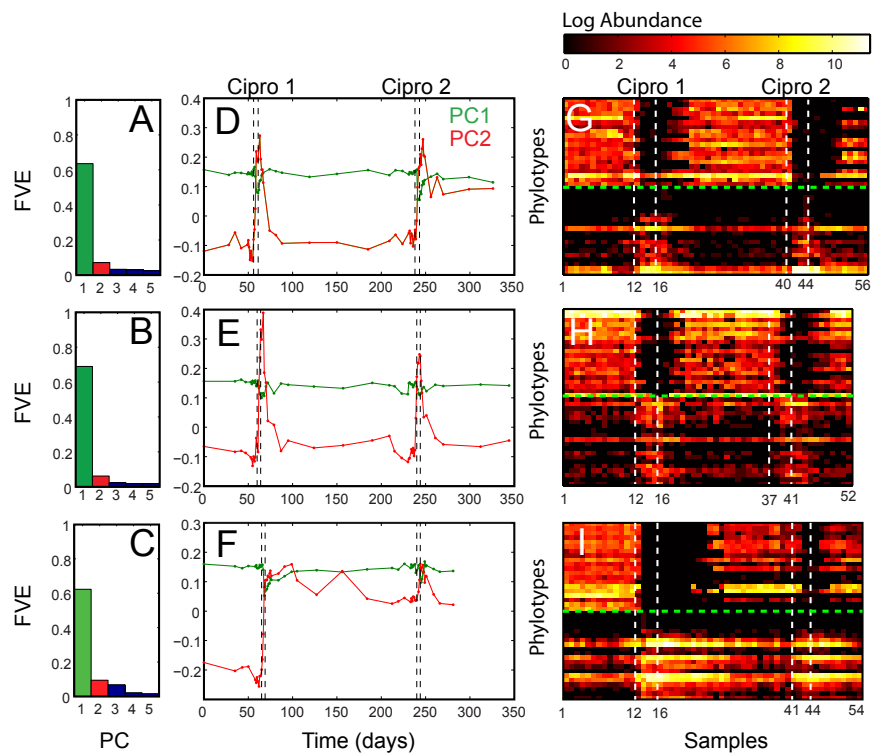 Log Abundance
0 2 4 6 8 10
Cipro 1 Cipro 2 Cipro 1 Cipro 2
A
FVE
1
0.8
0.6
0.4
0.2
0
1 2 3 4 5
D
PC1
PC2
0.4
0.3
0.2
0.1
0
−0.1
−0.2
0 50 100 150 200 250 300 350
G
Phylotypes
1 12 16 40 44 56
B
FVE
1
0.8
0.6
0.4
0.2
0
1 2 3 4 5
E
0.4
0.3
0.2
0.1
0
−0.1
−0.2
0 50 100 150 200 250 300 350
H
Phylotypes
1 12 16 37 41 52
C
FVE
1
0.8
0.6
0.4
0.2
0
1 2 3 4 5
PC
F
0.3
0.2
0.1
0
−0.1
−0.2
0 50 100 150 200 250 300 350
Time (days)
I
Phylotypes
1 12 16 41 44 54
Samples